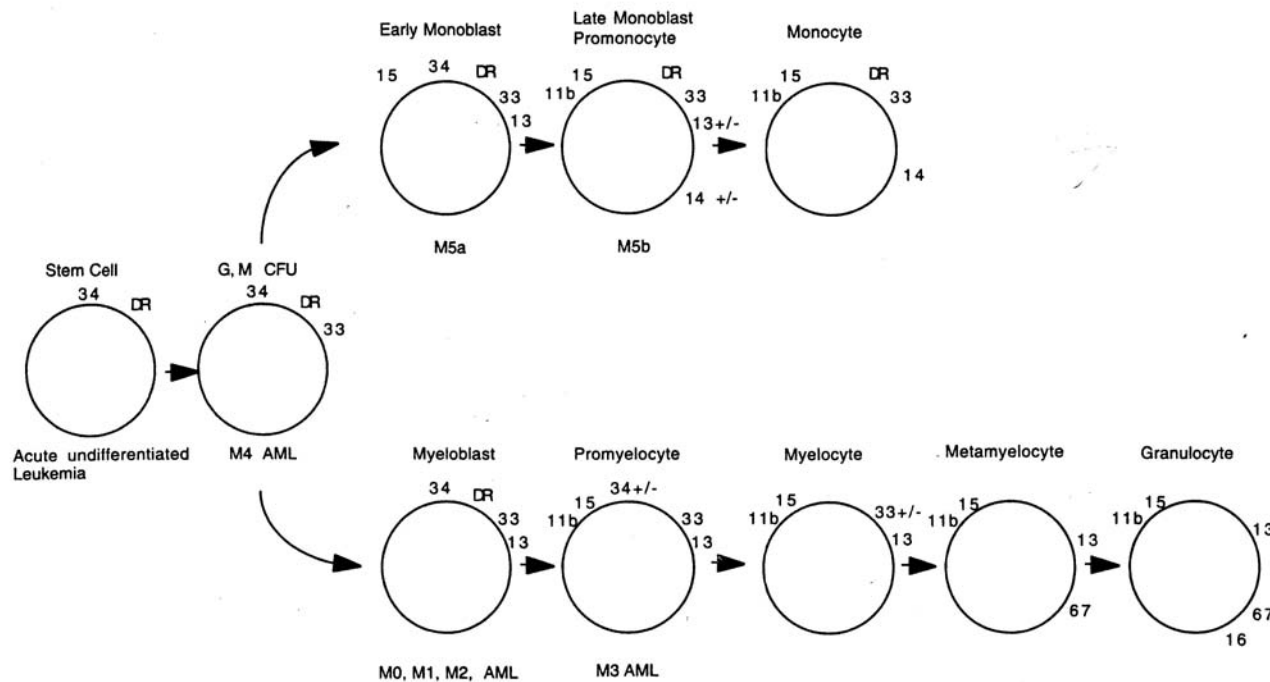 Early Monoblast
15
34
DR
33
13
M5a
Late Monoblast
Promonocyte
11b
15
DR
33
13+/-
14 +/-
M5b
Monocyte
11b
15
DR
33
14
Stem Cell
34
DR
Acute undifferentiated
Leukemia
G, M CFU
34
DR
33
M4 AML
Myeloblast
34
DR
33
13
M0, M1, M2, AML
Promyelocyte
11b
15
34+/-
33
13
M3 AML
Myelocyte
11b
15
33+/-
13
Metamyelocyte
11b
15
13
67
Granulocyte
11b
15
13
67
16